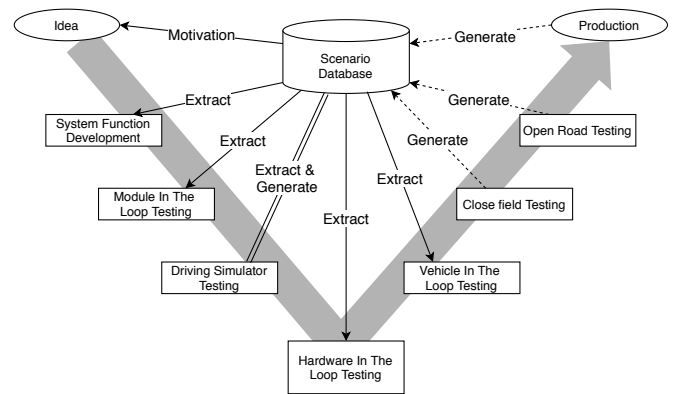 Idea
Production
Motivation
Generate
Scenario
Database
Extract
Generate
System Function
Development
Open Road Testing
Extract
Generate
Extract &
Generate
Extract
Module In The
Loop Testing
Close field Testing
Extract
Driving Simulator
Testing
Vehicle In The
Loop Testing
Hardware In The
Loop Testing